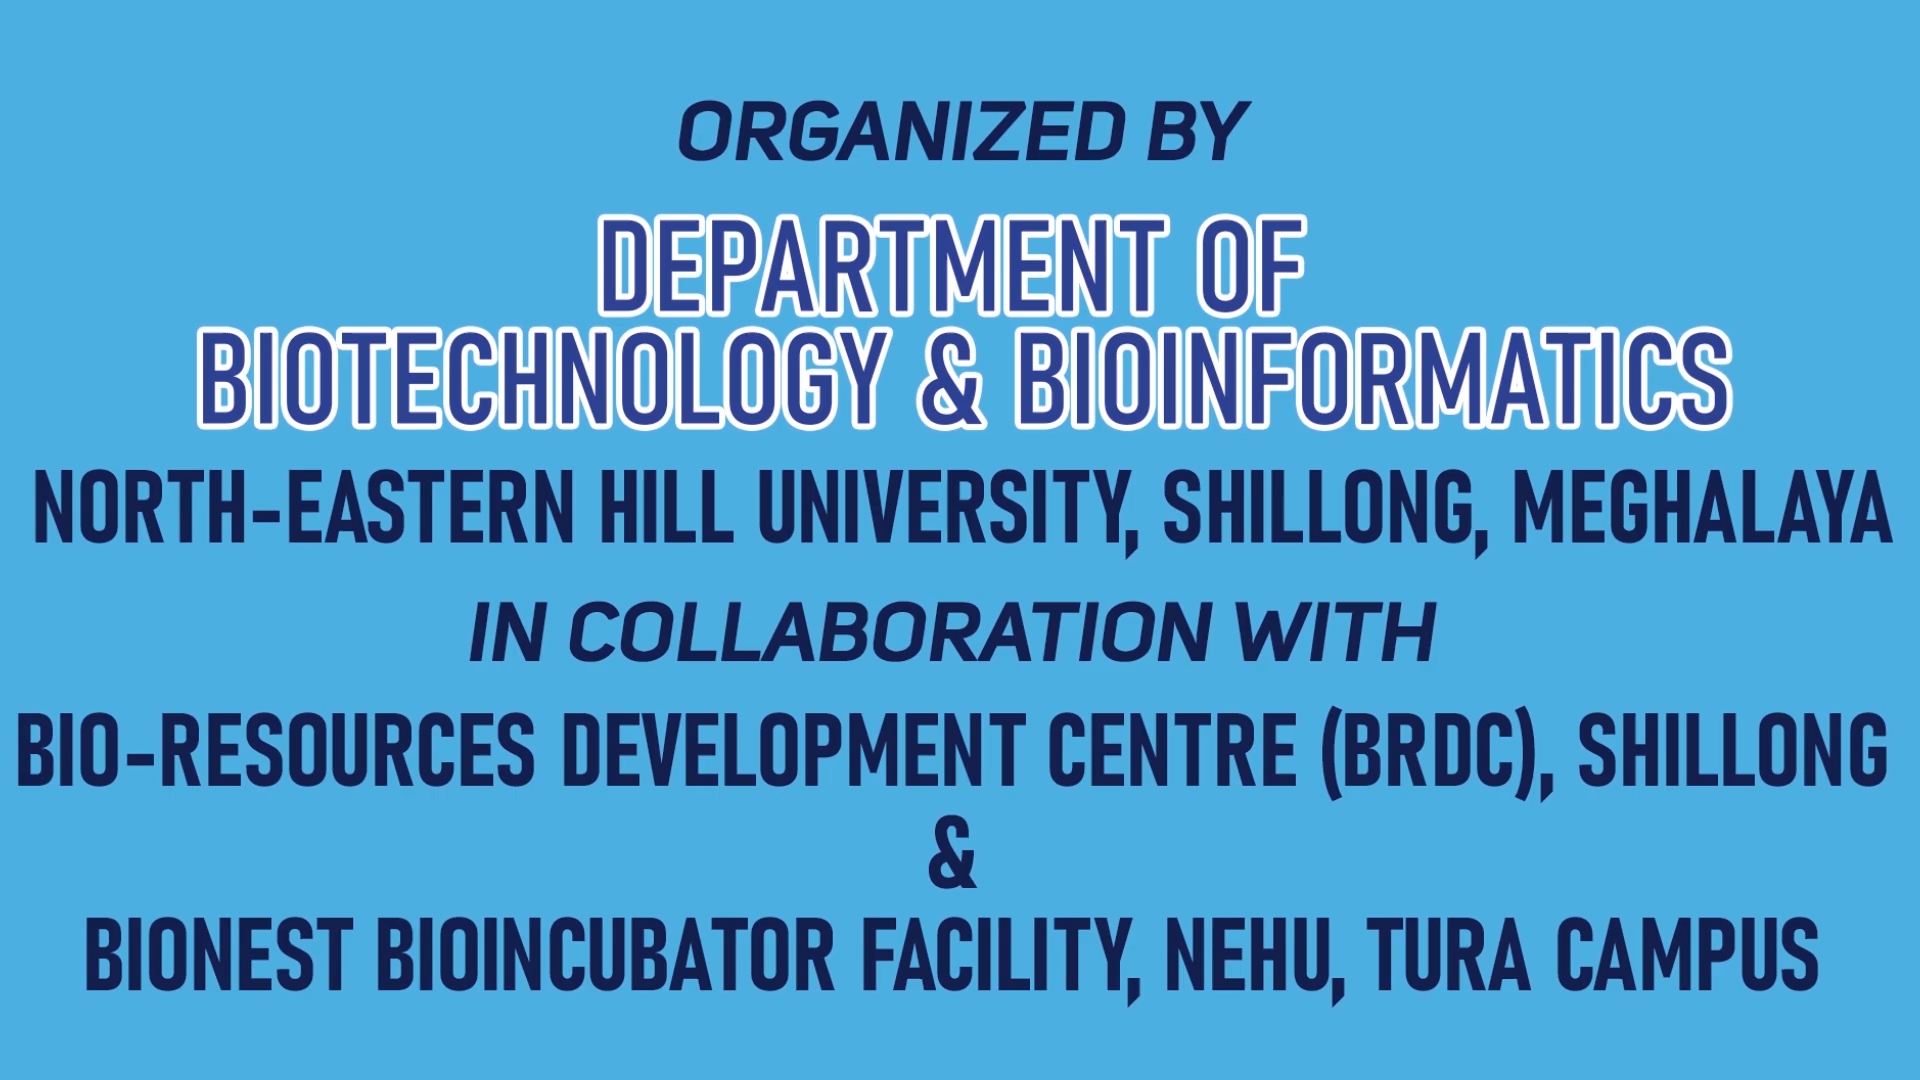 ORGANIZED BY
DEPARTMENT OF
BIOTECHNOLOGY & BIOINFORMATICS
NORTH-EASTERN HILL UNIVERSITY, SHILLONG, MEGHALAYA
IN COLLABORATION WITH
BIO-RESOURCES DEVELOPMENT CENTRE (BRDC), SHILLONG
&
BIONEST BIOINCUBATOR FACILITY, NEHU, TURA CAMPUS